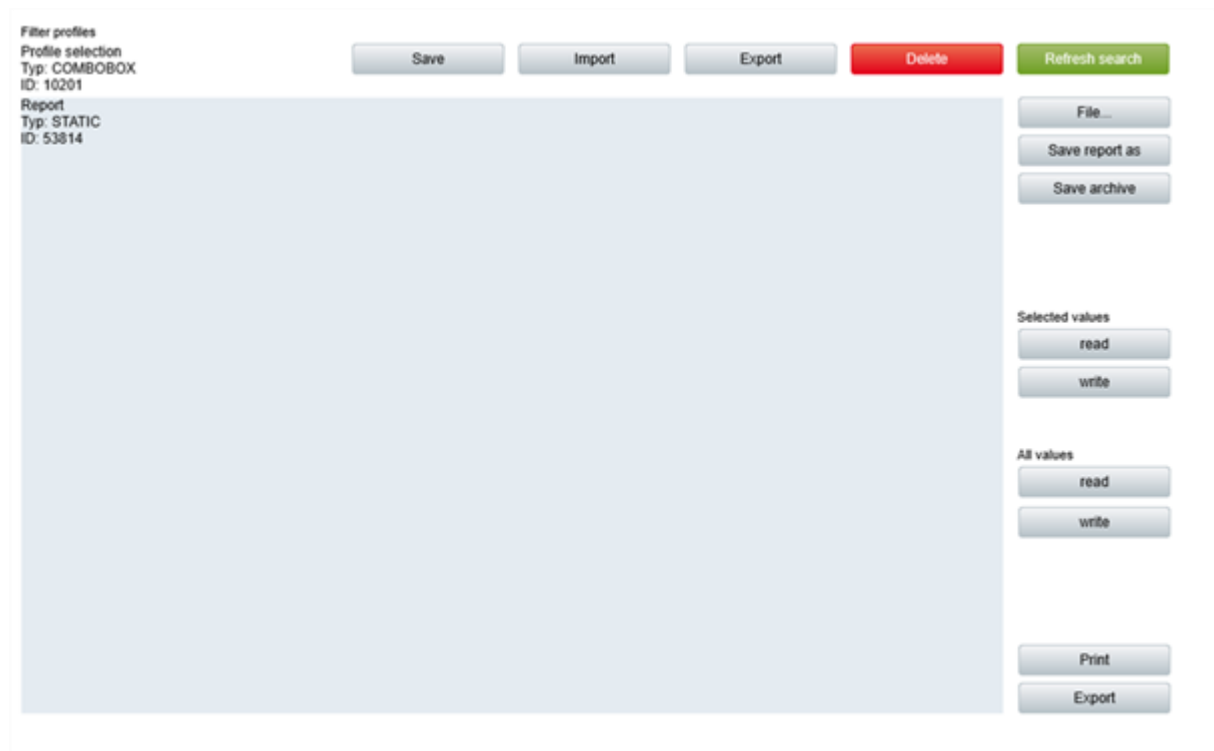 Filter profiles
Profile selection
Typ: COMBOBOX
ID: 10201
Save
Import
Export
Delete
Refresh search
Report
Typ: STATIC
ID: 53814
File...
Save report as
Save archive
Selected values
read
write
All values
read
write
Print
Export